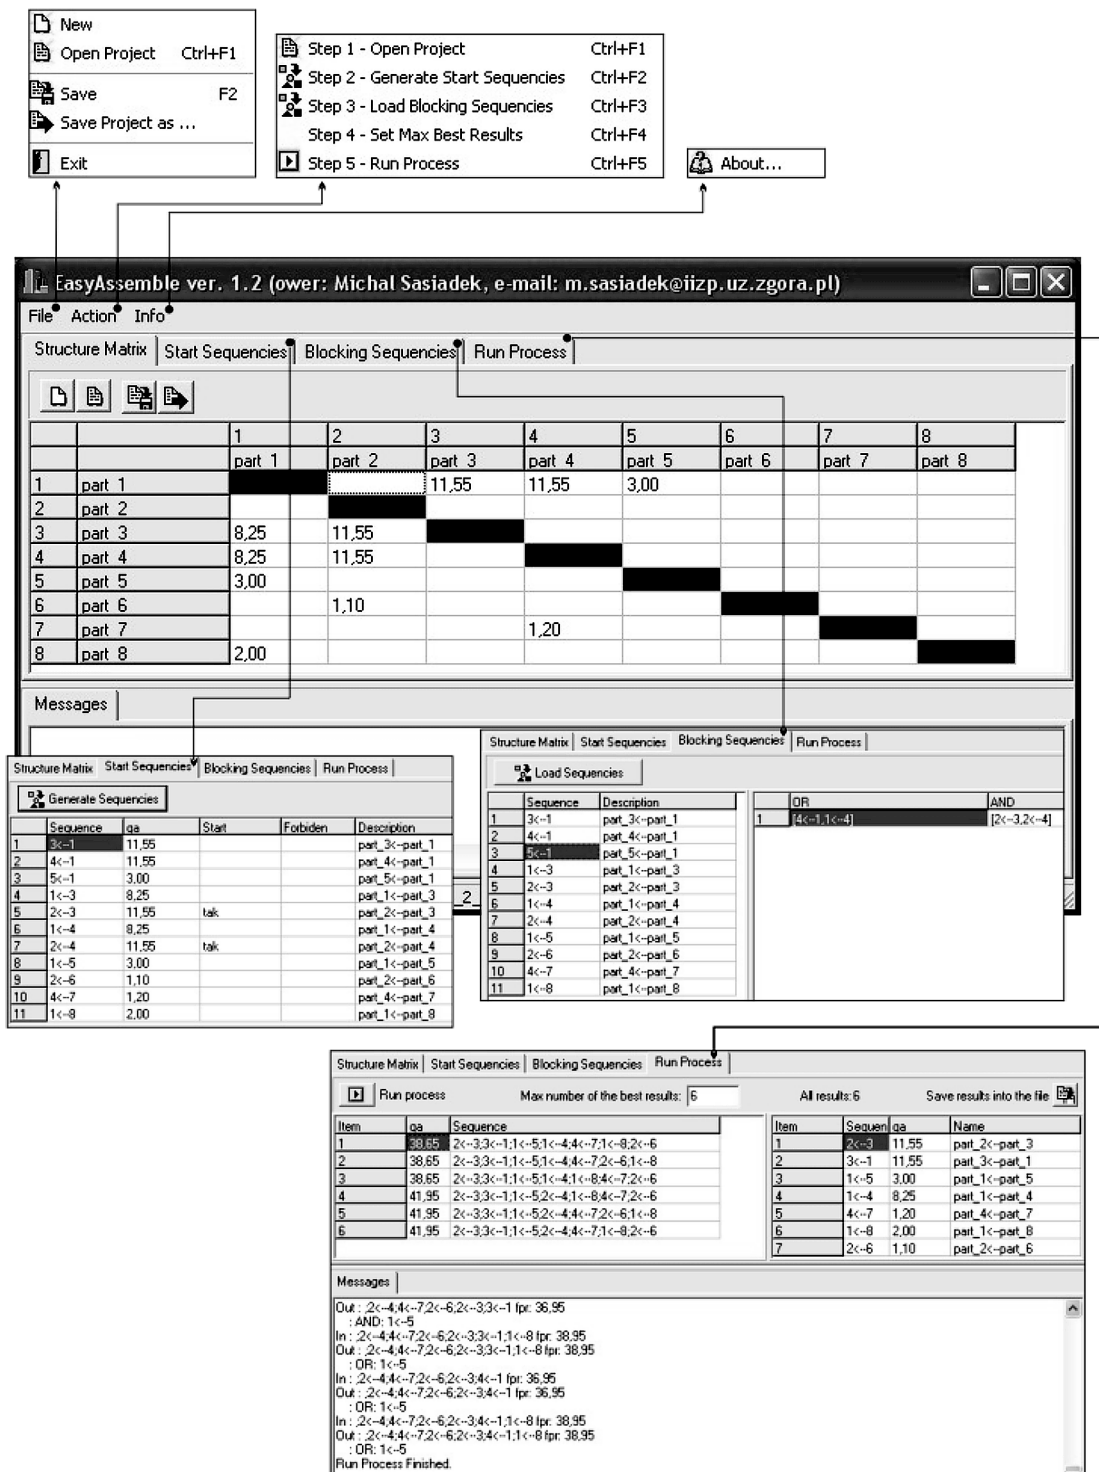 New
Open Project Ctrl+F1
Save F2
Save Project as ...
Exit
Step 1 - Open Project Ctrl+F1
Step 2 - Generate Start Sequencies Ctrl+F2
Step 3 - Load Blocking Sequencies Ctrl+F3
Step 4 - Set Max Best Results Ctrl+F4
Step 5 - Run Process Ctrl+F5
About...
EasyAssemble ver. 1.2 (ower: Michal Sasiadek, e-mail: m.sasiadek@iizp.uz.zgora.pl)
File Action Info
Structure Matrix Start Sequencies Blocking Sequencies Run Process
1 2 3 4 5 6 7 8
part 1 part 2 part 3 part 4 part 5 part 6 part 7 part 8
1 part 1 11,55 11,55 3,00
2 part 2
3 part 3 8,25 11,55
4 part 4 8,25 11,55
5 part 5 3,00
6 part 6 1,10
7 part 7 1,20
8 part 8 2,00
Messages
Structure Matrix Start Sequencies Blocking Sequencies Run Process
Generate Sequencies
Sequence qa Start Forbiden Description
1 3<--1 11,55 part_3<--part_1
2 4<--1 11,55 part_4<--part_1
3 5<--1 3,00 part_5<--part_1
4 1<--3 8,25 part_1<--part_3
5 2<--3 11,55 tak part_2<--part_3
6 1<--4 8,25 part_1<--part_4
7 2<--4 11,55 tak part_2<--part_4
8 1<--5 3,00 part_1<--part_5
9 2<--6 1,10 part_2<--part_6
10 4<--7 1,20 part_4<--part_7
11 1<--8 2,00 part_1<--part_8
2
Structure Matrix Start Sequencies Blocking Sequencies Run Process
Load Sequencies
Sequence Description
1 3<--1 part_3<--part_1
2 4<--1 part_4<--part_1
3 5<--1 part_5<--part_1
4 1<--3 part_1<--part_3
5 2<--3 part_2<--part_3
6 1<--4 part_1<--part_4
7 2<--4 part_2<--part_4
8 1<--5 part_1<--part_5
9 2<--6 part_2<--part_6
10 4<--7 part_4<--part_7
11 1<--8 part_1<--part_8
OR AND
1 [4<--1,1<--4] [2<--3,2<--4]
Structure Matrix Start Sequencies Blocking Sequencies Run Process
Run process Max number of the best results: 6 All results: 6 Save results into the file
Item qa Sequence
1 38,65 2<--3;3<--1;1<--5;1<--4;4<--7;1<--8;2<--6
2 38,65 2<--3;3<--1;1<--5;1<--4;4<--7;2<--6;1<--8
3 38,65 2<--3;3<--1;1<--5;1<--4;1<--8;4<--7;2<--6
4 41,95 2<--3;3<--1;1<--5;2<--4;1<--8;4<--7;2<--6
5 41,95 2<--3;3<--1;1<--5;2<--4;4<--7;2<--6;1<--8
6 41,95 2<--3;3<--1;1<--5;2<--4;4<--7;1<--8;2<--6
Item Sequen qa Name
1 2<--3 11,55 part_2<--part_3
2 3<--1 11,55 part_3<--part_1
3 1<--5 3,00 part_1<--part_5
4 1<--4 8,25 part_1<--part_4
5 4<--7 1,20 part_4<--part_7
6 1<--8 2,00 part_1<--part_8
7 2<--6 1,10 part_2<--part_6
Messages
Out : ;2<--4;4<--7;2<--6;2<--3;3<--1 fpr: 36,95
: AND: 1<--5
In : ;2<--4;4<--7;2<--6;2<--3;3<--1;1<--8 fpr: 38,95
Out : ;2<--4;4<--7;2<--6;2<--3;3<--1;1<--8 fpr: 38,95
: OR: 1<--5
In : ;2<--4;4<--7;2<--6;2<--3;4<--1 fpr: 36,95
Out : ;2<--4;4<--7;2<--6;2<--3;4<--1 fpr: 36,95
: OR: 1<--5
In : ;2<--4;4<--7;2<--6;2<--3;4<--1;1<--8 fpr: 38,95
Out : ;2<--4;4<--7;2<--6;2<--3;4<--1;1<--8 fpr: 38,95
: OR: 1<--5
Run Process Finished.